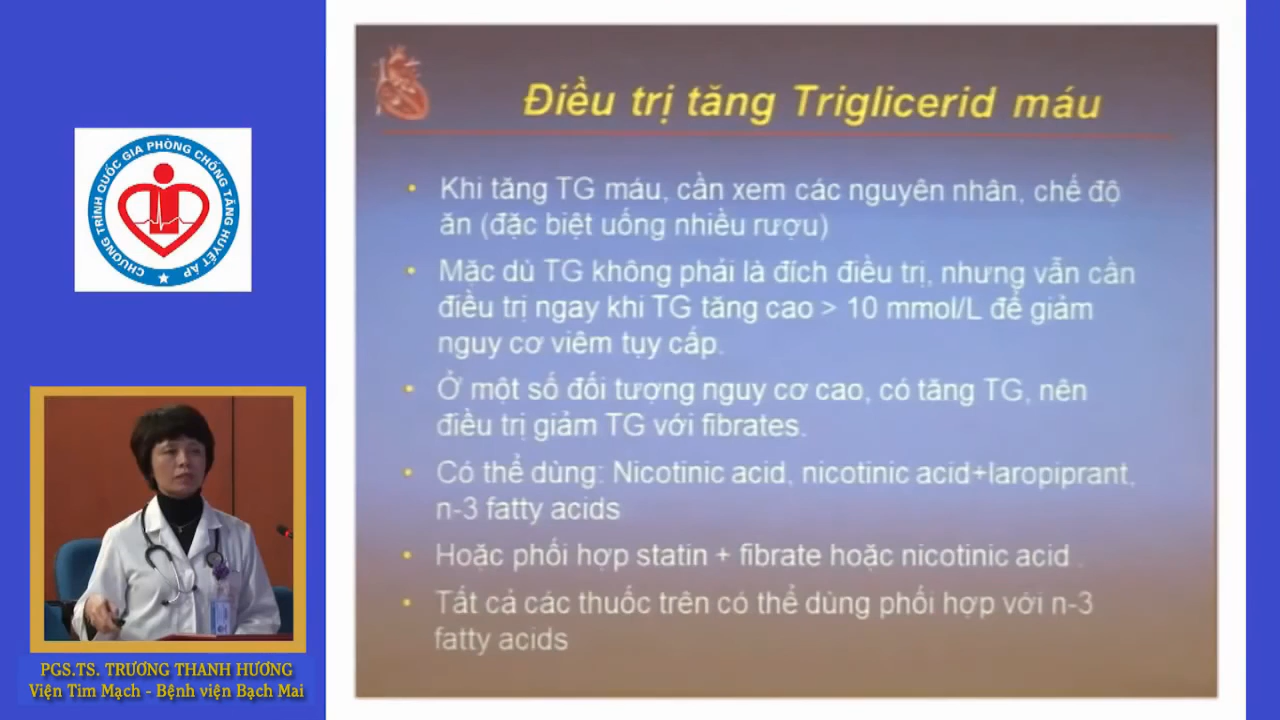 CHƯƠNG TRÌNH QUỐC GIA PHÒNG CHỐNG TĂNG HUYẾT ÁP
PGS.TS. TRƯƠNG THANH HƯƠNG
Viện Tim Mạch - Bệnh viện Bạch Mai
Điều trị tăng Triglicerid máu
• Khi tăng TG máu, cần xem các nguyên nhân, chế độ
ăn (đặc biệt uống nhiều rượu)
• Mặc dù TG không phải là đích điều trị, nhưng vẫn cần
điều trị ngay khi TG tăng cao > 10 mmol/L để giảm
nguy cơ viêm tụy cấp.
• Ở một số đối tượng nguy cơ cao, có tăng TG, nên
điều trị giảm TG với fibrates.
• Có thể dùng: Nicotinic acid, nicotinic acid+laropiprant,
n-3 fatty acids
• Hoặc phối hợp statin + fibrate hoặc nicotinic acid .
• Tất cả các thuốc trên có thể dùng phối hợp với n-3
fatty acids